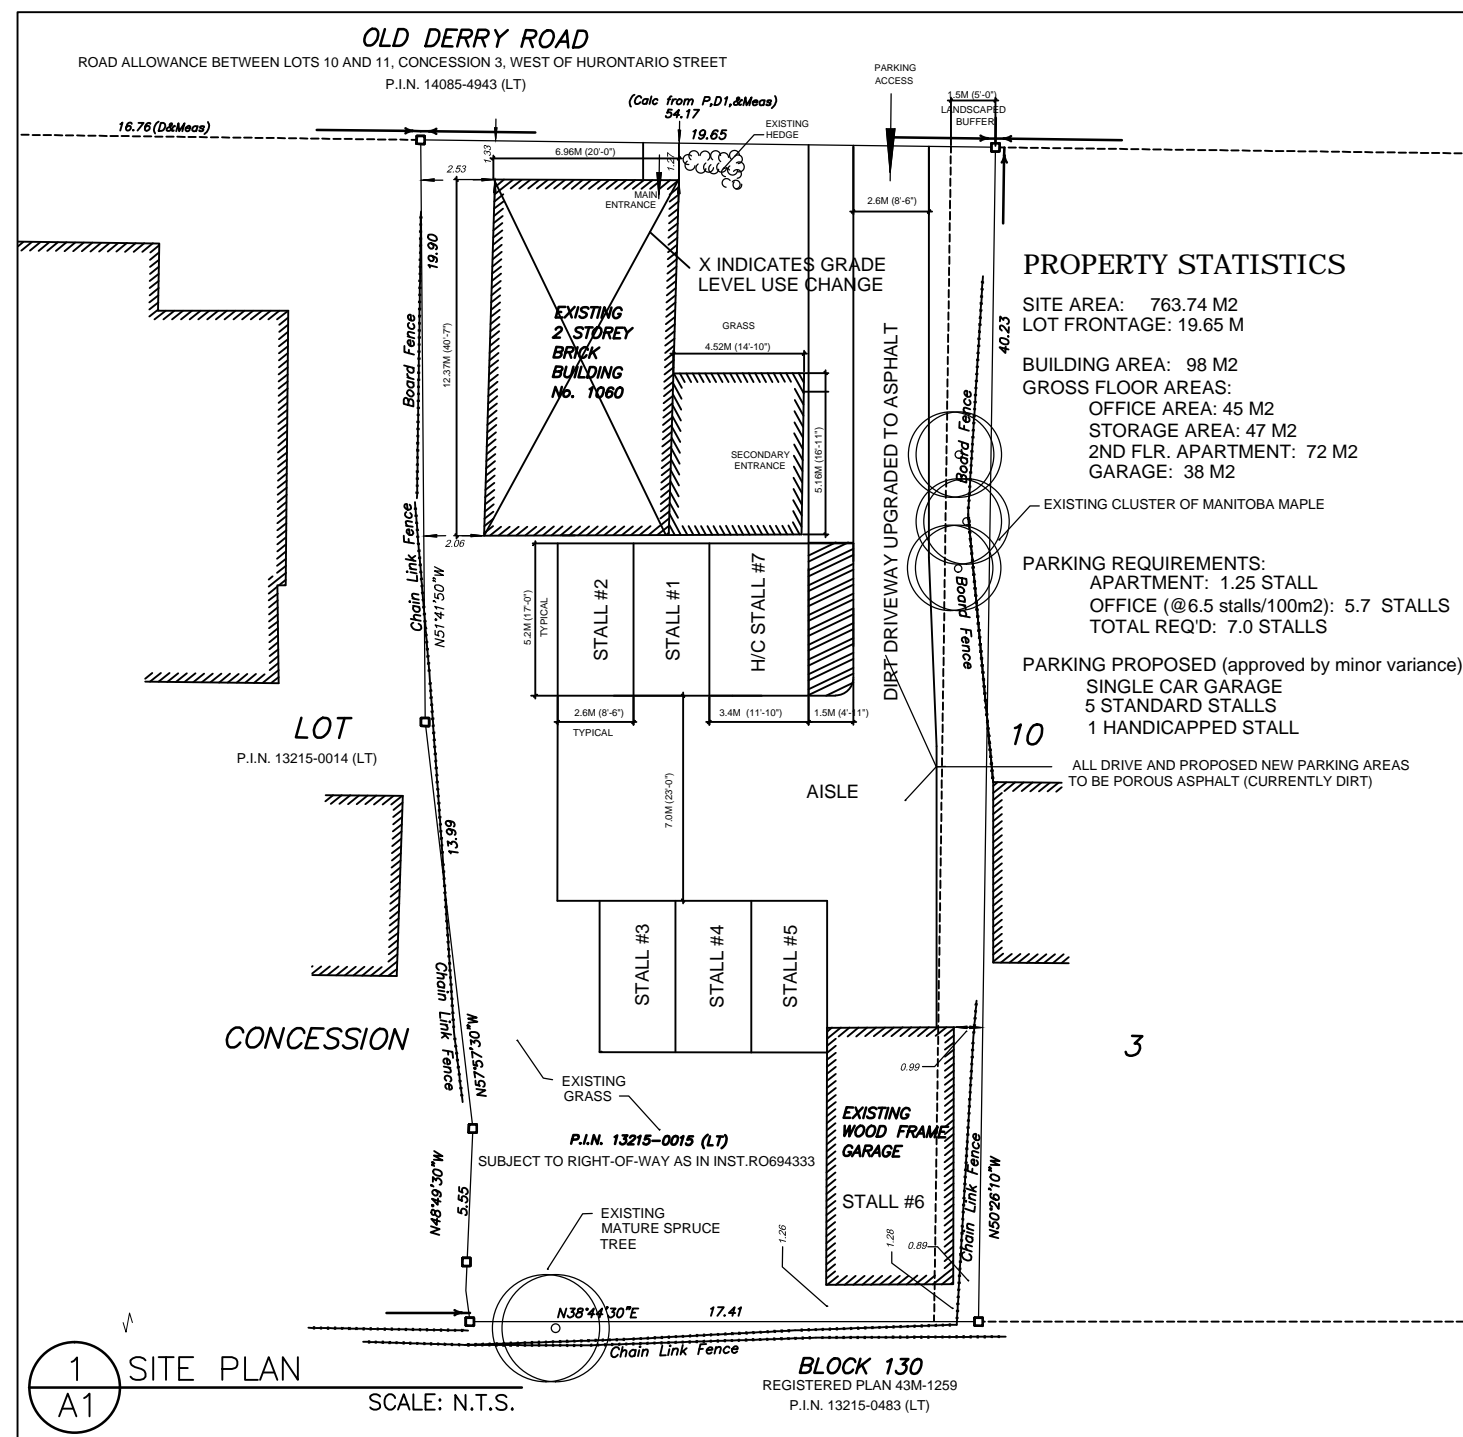 OLD DERRY ROAD
ROAD ALLOWANCE BETWEEN LOTS 10 AND 11, CONCESSION 3, WEST OF HURONTARIO STREET
P.I.N. 14085-4943 (LT)
PARKING
ACCESS
1.5M (5'-0")
LANDSCAPED
BUFFER
(Calc from P,D1,&Meas)
54.17
16.76(D&Meas)
19.65
EXISTING
HEDGE
1.33
6.96M (20'-0")
1.27
2.53
MAIN
ENTRANCE
2.6M (8'-6")
19.90
Board Fence
12.37M (40'-7")
X INDICATES GRADE
LEVEL USE CHANGE
EXISTING
2 STOREY
BRICK
BUILDING
No. 1060
GRASS
4.52M (14'-10")
SECONDARY
ENTRANCE
5.16M (16'-11")
DIRT DRIVEWAY UPGRADED TO ASPHALT
Board Fence
Board Fence
40.23
PROPERTY STATISTICS
SITE AREA: 763.74 M2
LOT FRONTAGE: 19.65 M
BUILDING AREA: 98 M2
GROSS FLOOR AREAS:
OFFICE AREA: 45 M2
STORAGE AREA: 47 M2
2ND FLR. APARTMENT: 72 M2
GARAGE: 38 M2
EXISTING CLUSTER OF MANITOBA MAPLE
PARKING REQUIREMENTS:
APARTMENT: 1.25 STALL
OFFICE (@6.5 stalls/100m2): 5.7 STALLS
TOTAL REQ'D: 7.0 STALLS
PARKING PROPOSED (approved by minor variance)
SINGLE CAR GARAGE
5 STANDARD STALLS
1 HANDICAPPED STALL
ALL DRIVE AND PROPOSED NEW PARKING AREAS
TO BE POROUS ASPHALT (CURRENTLY DIRT)
Chain Link Fence
N51°41'50"W
2.06
5.2M (17'-0")
TYPICAL
STALL #2
STALL #1
H/C STALL #7
2.6M (8'-6")
TYPICAL
3.4M (11'-10")
1.5M (4'-11")
LOT
P.I.N. 13215-0014 (LT)
10
AISLE
7.0M (23'-0")
13.99
Chain Link Fence
N57°57'30"W
STALL #3
STALL #4
STALL #5
CONCESSION
3
EXISTING
GRASS
P.I.N. 13215-0015 (LT)
SUBJECT TO RIGHT-OF-WAY AS IN INST.RO694333
0.99
EXISTING
WOOD FRAME
GARAGE
STALL #6
Chain Link Fence
N50°26'10"W
N48°49'30"W
5.55
EXISTING
MATURE SPRUCE
TREE
1.26
1.28
0.89
N38°44'30"E
17.41
Chain Link Fence
BLOCK 130
REGISTERED PLAN 43M-1259
P.I.N. 13215-0483 (LT)
1
A1
SITE PLAN
SCALE: N.T.S.